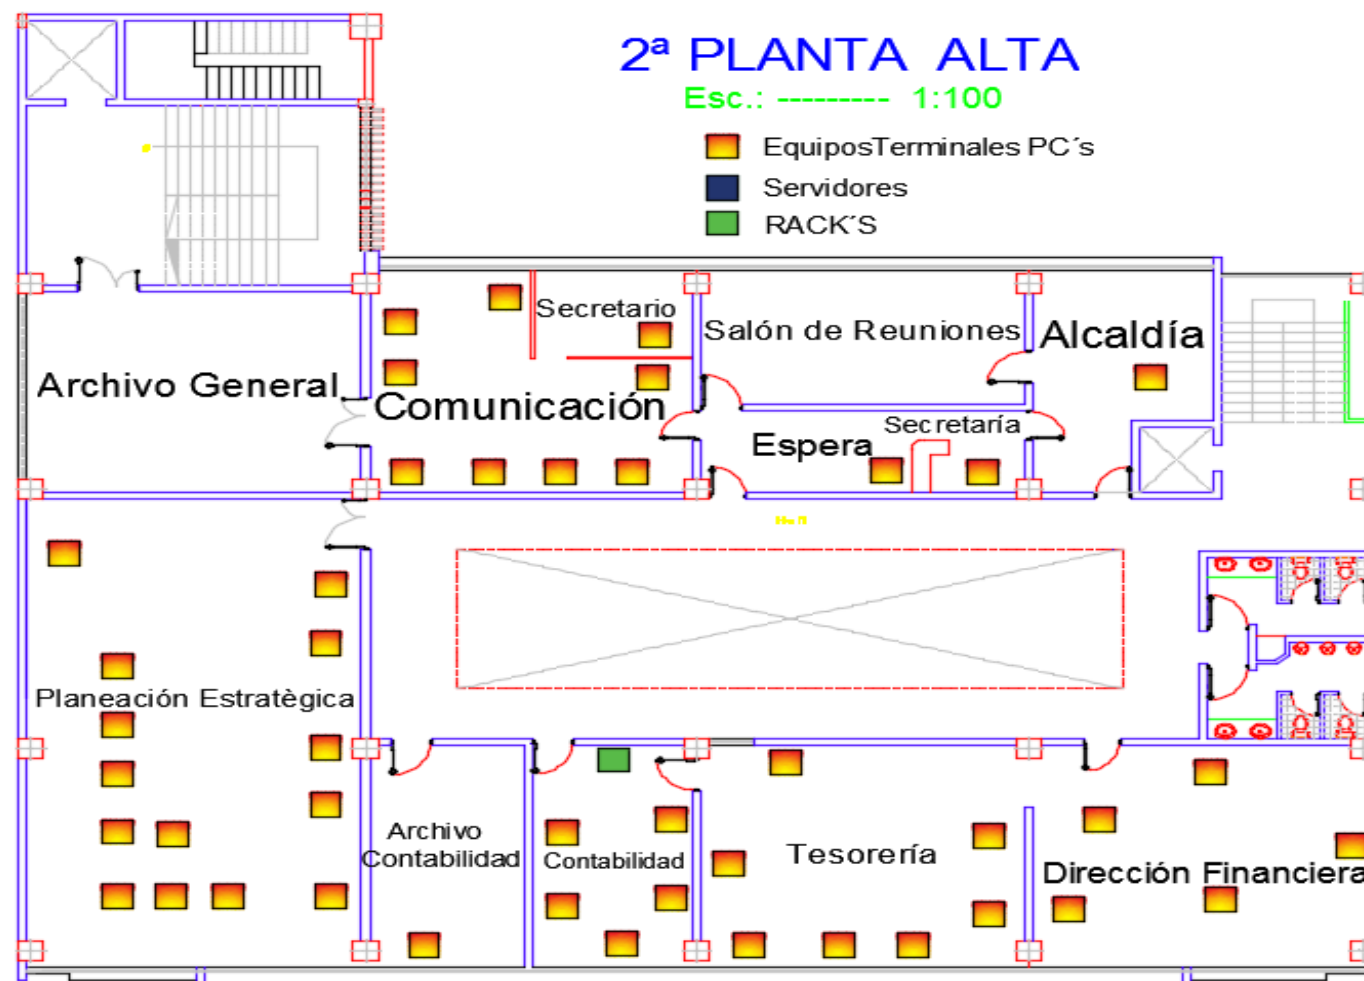 2ª PLANTA ALTA
Esc.: --------- 1:100
EquiposTerminales PC´s
Servidores
RACK´S
Secretario
Salón de Reuniones
Alcaldía
Archivo General
Comunicación
Secretaría
Espera
Planeación Estratègica
Archivo
Contabilidad
Contabilidad
Tesorería
Dirección Financiera